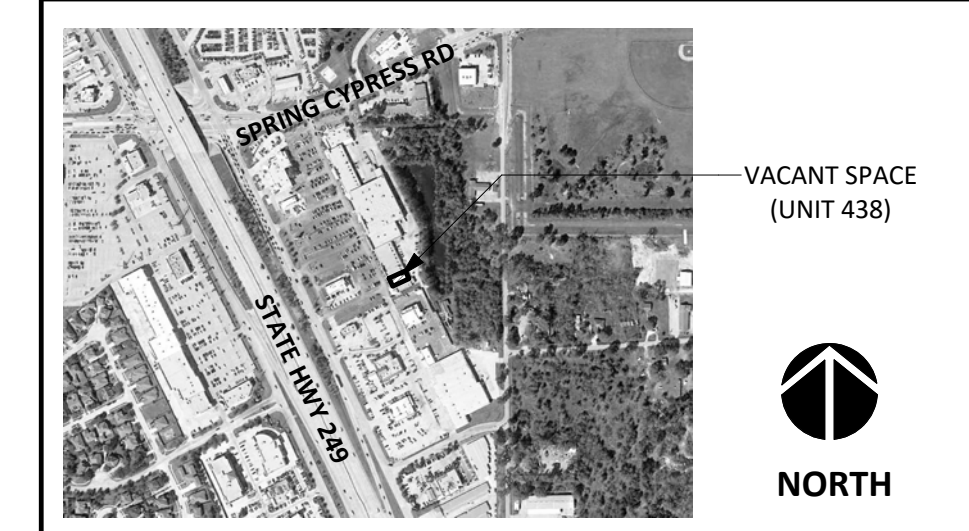 SPRING CYPRESS RD
VACANT SPACE
(UNIT 438)
STATE HWY 249
NORTH